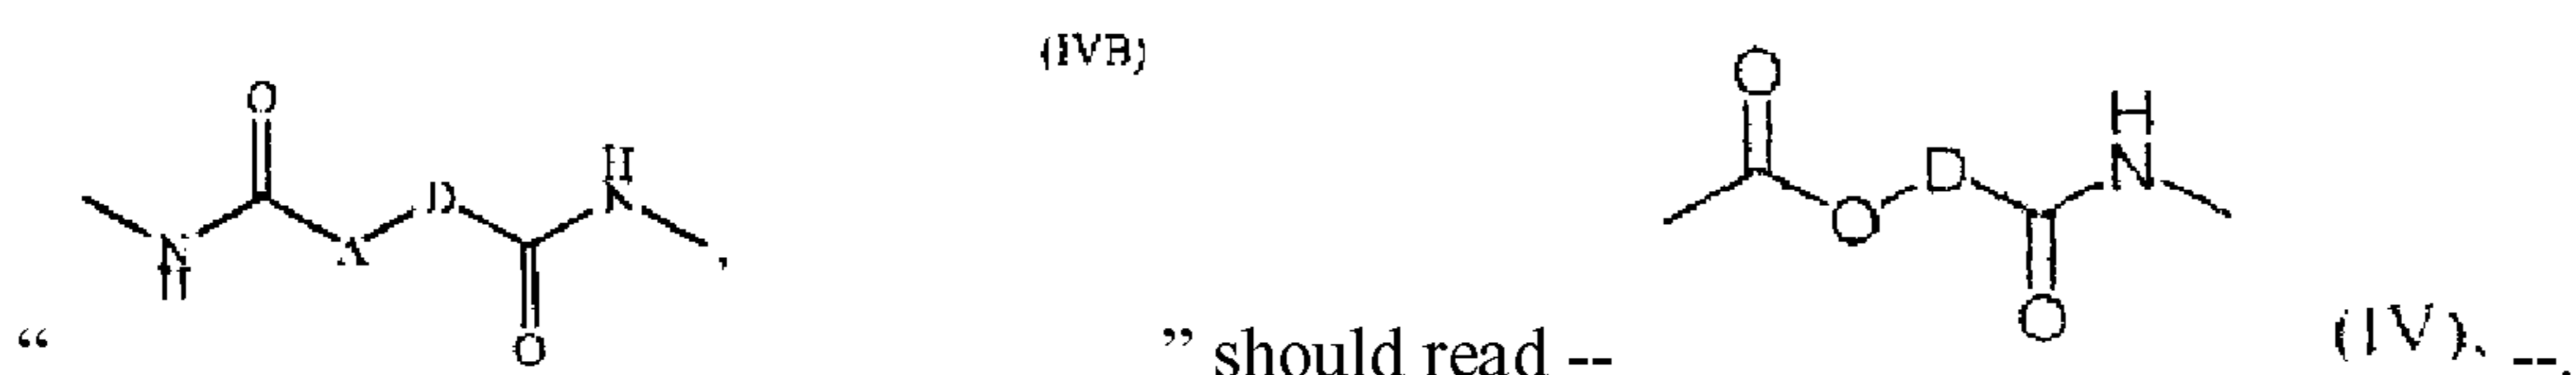 (IVB)
O
O
H
H
D
D
N
N
N
X
O
H
,
“
O
” should read --
O
(IV). --.